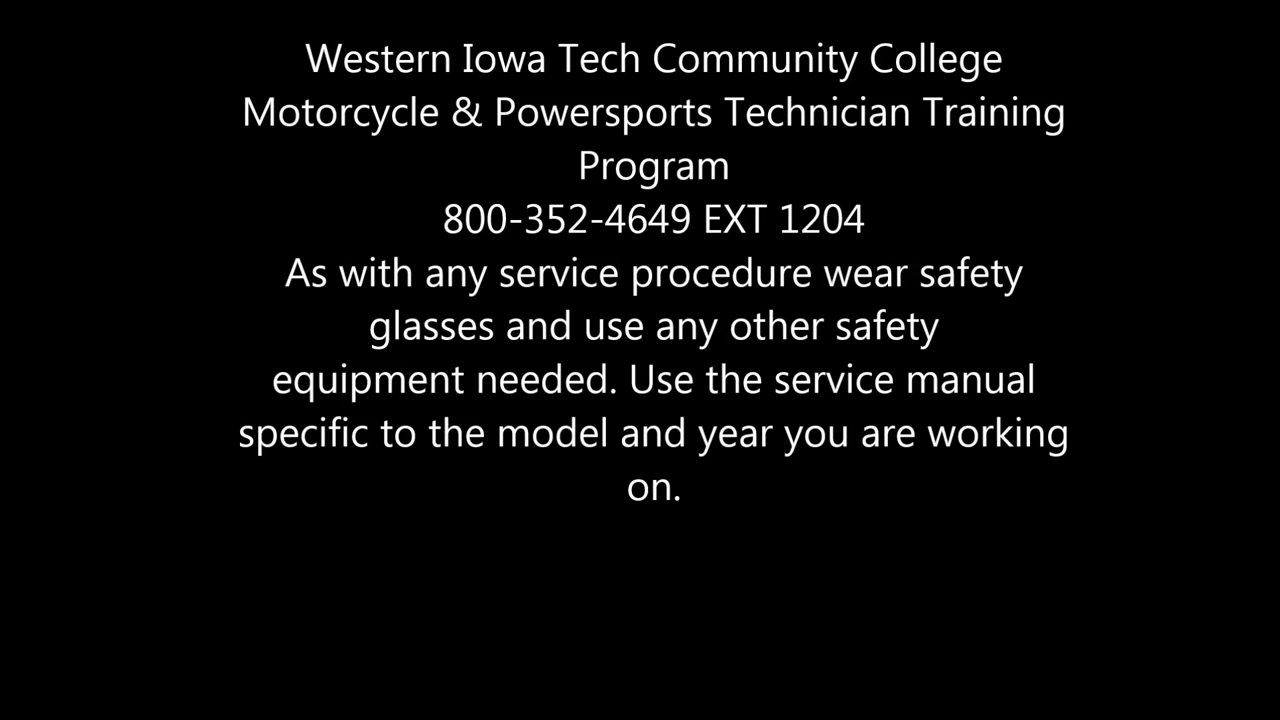 Western Iowa Tech Community College
Motorcycle & Powersports Technician Training
Program
800-352-4649 EXT 1204
As with any service procedure wear safety
glasses and use any other safety
equipment needed. Use the service manual
specific to the model and year you are working
on.